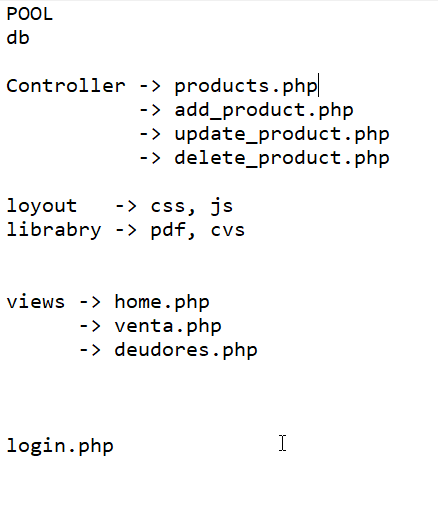 POOL
db
Controller -> products.php
-> add_product.php
-> update_product.php
-> delete_product.php
loyout -> css, js
librabry -> pdf, cvs
views -> home.php
-> venta.php
-> deudores.php
login.php